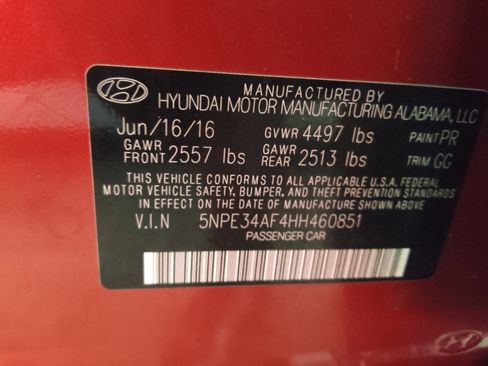 MANUFACTURED BY
HYUNDAI MOTOR MANUFACTURING ALABAMA, LLC
Jun/16/16 GVWR 4497 lbs PAINT PR
GAWR FRONT 2557 lbs GAWR REAR 2513 lbs TRIM GG
THIS VEHICLE CONFORMS TO ALL APPLICABLE U.S.A. FEDERAL
MOTOR VEHICLE SAFETY, BUMPER, AND THEFT PREVENTION STANDARDS
IN EFFECT ON THE DATE OF MANUFACTURE SHOWN ABOVE.
V.I.N 5NPE34AF4HH460851
PASSENGER CAR